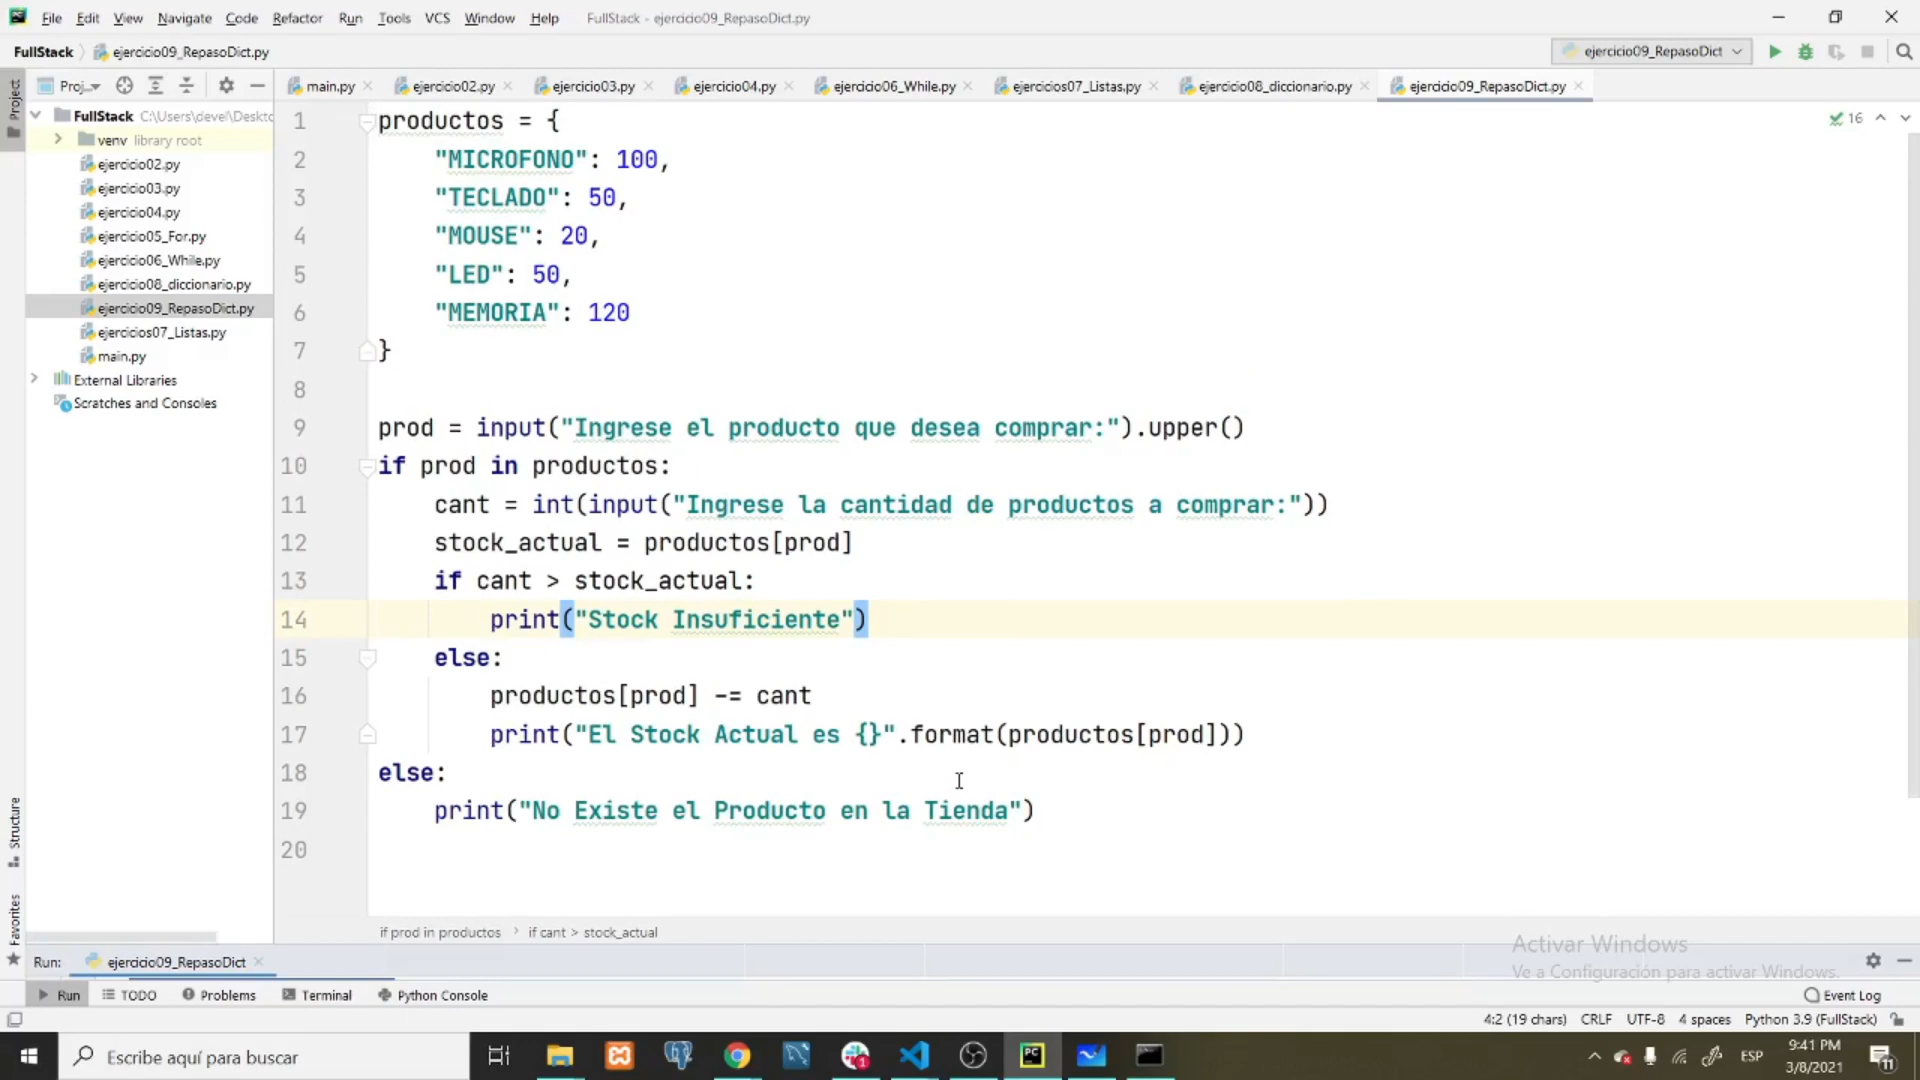 File Edit View Navigate Code Refactor Run Tools VCS Window Help FullStack - ejercicio09_RepasoDict.py
FullStack ejercicio09_RepasoDict.py ejercicio09_RepasoDict
Project Proj... main.py ejercicio02.py ejercicio03.py ejercicio04.py ejercicio06_While.py ejercicios07_Listas.py ejercicio08_diccionario.py ejercicio09_RepasoDict.py
FullStack C:\Users\devel\Deskto
venv library root
ejercicio02.py
ejercicio03.py
ejercicio04.py
ejercicio05_For.py
ejercicio06_While.py
ejercicio08_diccionario.py
ejercicio09_RepasoDict.py
ejercicios07_Listas.py
main.py
External Libraries
Scratches and Consoles
16
1 productos = {
2 "MICROFONO": 100,
3 "TECLADO": 50,
4 "MOUSE": 20,
5 "LED": 50,
6 "MEMORIA": 120
7 }
8
9 prod = input("Ingrese el producto que desea comprar:").upper()
10 if prod in productos:
11 cant = int(input("Ingrese la cantidad de productos a comprar:"))
12 stock_actual = productos[prod]
13 if cant > stock_actual:
14 print("Stock Insuficiente")
15 else:
16 productos[prod] -= cant
17 print("El Stock Actual es {}".format(productos[prod]))
18 else:
19 print("No Existe el Producto en la Tienda")
20
Structure
Favorites
if prod in productos if cant > stock_actual
Activar Windows
Ve a Configuración para activar Windows.
Run: ejercicio09_RepasoDict
Run TODO Problems Terminal Python Console Event Log
4:2 (19 chars) CRLF UTF-8 4 spaces Python 3.9 (FullStack)
Escribe aquí para buscar
PC
1
ESP
9:41 PM
3/8/2021
11